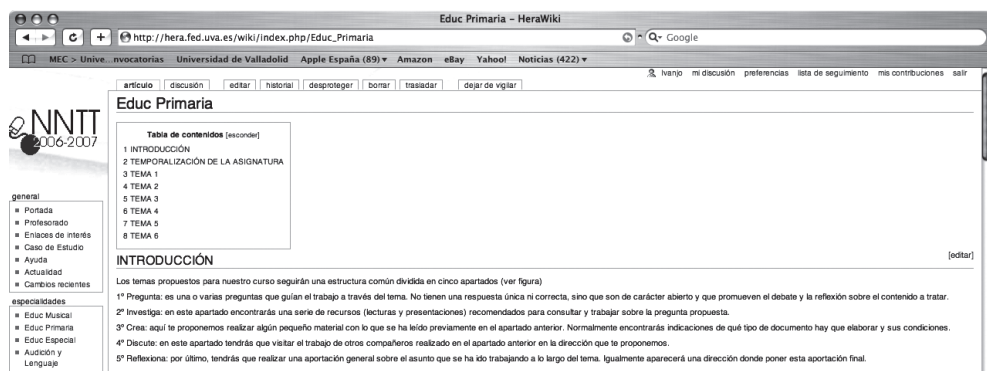 Educ Primaria – HeraWiki
http://hera.fed.uva.es/wiki/index.php/Educ_Primaria
Google
MEC > Unive...nvocatorias Universidad de Valladolid Apple España (89) Amazon eBay Yahoo! Noticias (422)
Ivanjo mi discusión preferencias lista de seguimiento mis contribuciones salir
artículo discusión editar historial desproteger borrar trasladar dejar de vigilar
Educ Primaria
NNTT
2006-2007
Tabla de contenidos [esconder]
1 INTRODUCCIÓN
2 TEMPORALIZACIÓN DE LA ASIGNATURA
3 TEMA 1
4 TEMA 2
5 TEMA 3
6 TEMA 4
7 TEMA 5
8 TEMA 6
general
Portada
Profesorado
Enlaces de interés
Caso de Estudio
Ayuda
Actualidad
Cambios recientes
especialidades
Educ Musical
Educ Primaria
Educ Especial
Audición y
Lenguaje
INTRODUCCIÓN [editar]
Los temas propuestos para nuestro curso seguirán una estructura común dividida en cinco apartados (ver figura)
1º Pregunta: es una o varias preguntas que guían el trabajo a través del tema. No tienen una respuesta única ni correcta, sino que son de carácter abierto y que promueven el debate y la reflexión sobre el contenido a tratar.
2º Investiga: en este apartado encontrarás una serie de recursos (lecturas y presentaciones) recomendados para consultar y trabajar sobre la pregunta propuesta.
3º Crea: aquí te proponemos realizar algún pequeño material con lo que se ha leído previamente en el apartado anterior. Normalmente encontrarás indicaciones de qué tipo de documento hay que elaborar y sus condiciones.
4º Discute: en este apartado tendrás que visitar el trabajo de otros compañeros realizado en el apartado anterior en la dirección que te proponemos.
5º Reflexiona: por último, tendrás que realizar una aportación general sobre el asunto que se ha ido trabajando a lo largo del tema. Igualmente aparecerá una dirección donde poner esta aportación final.